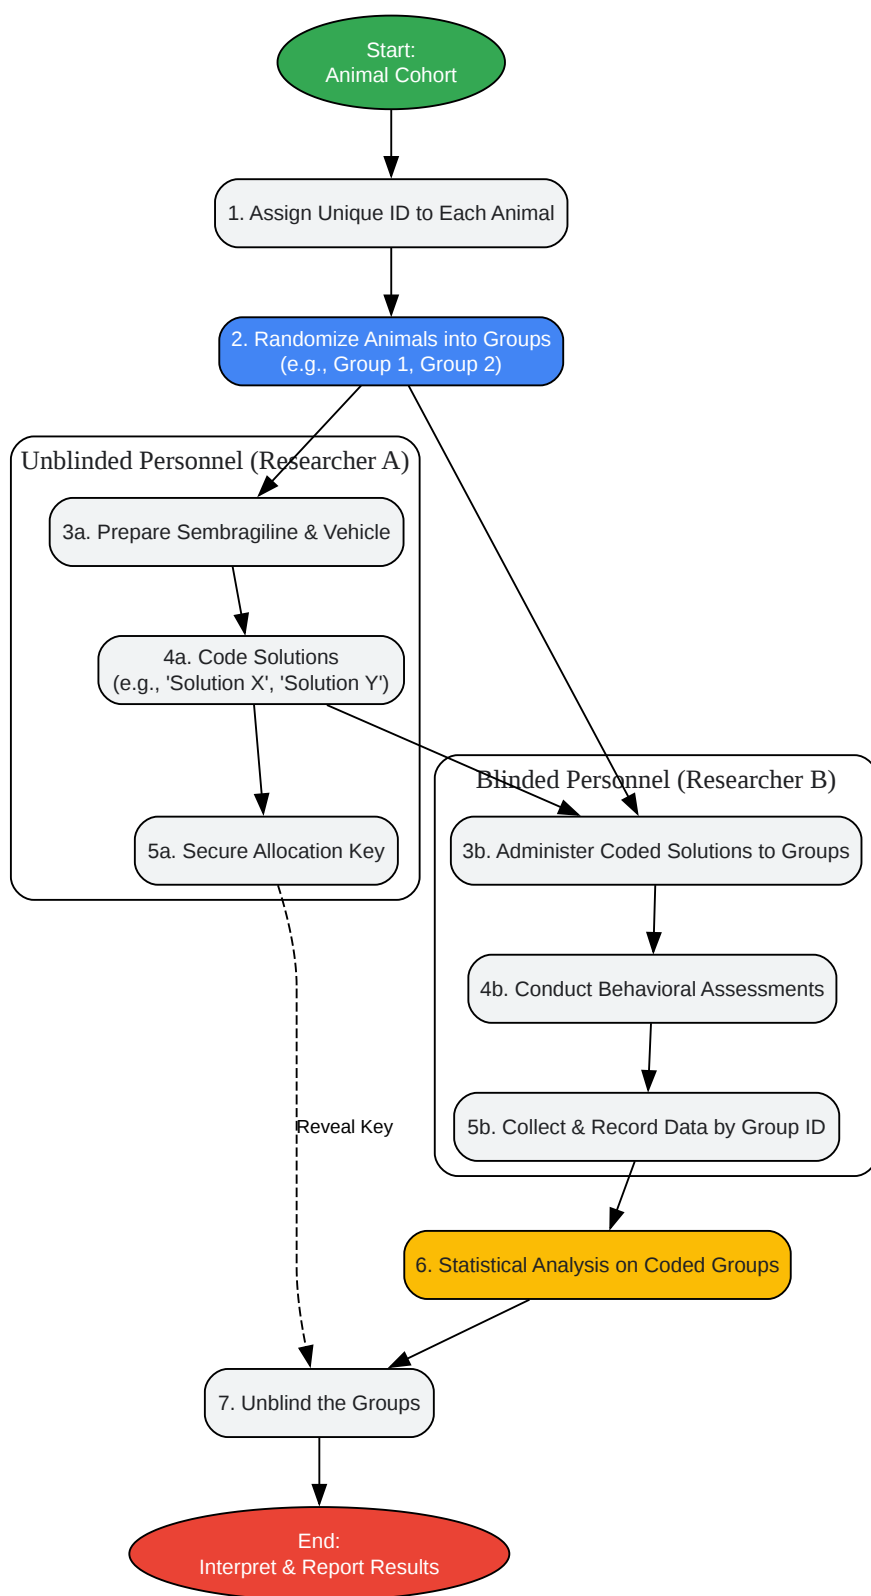 Start:
Animal Cohort
1. Assign Unique ID to Each Animal
2. Randomize Animals into Groups
(e.g., Group 1, Group 2)
Unblinded Personnel (Researcher A)
3a. Prepare Sembragiline & Vehicle
4a. Code Solutions
(e.g., 'Solution X', 'Solution Y')
5a. Secure Allocation Key
Blinded Personnel (Researcher B)
3b. Administer Coded Solutions to Groups
4b. Conduct Behavioral Assessments
5b. Collect & Record Data by Group ID
Reveal Key
6. Statistical Analysis on Coded Groups
7. Unblind the Groups
End:
Interpret & Report Results